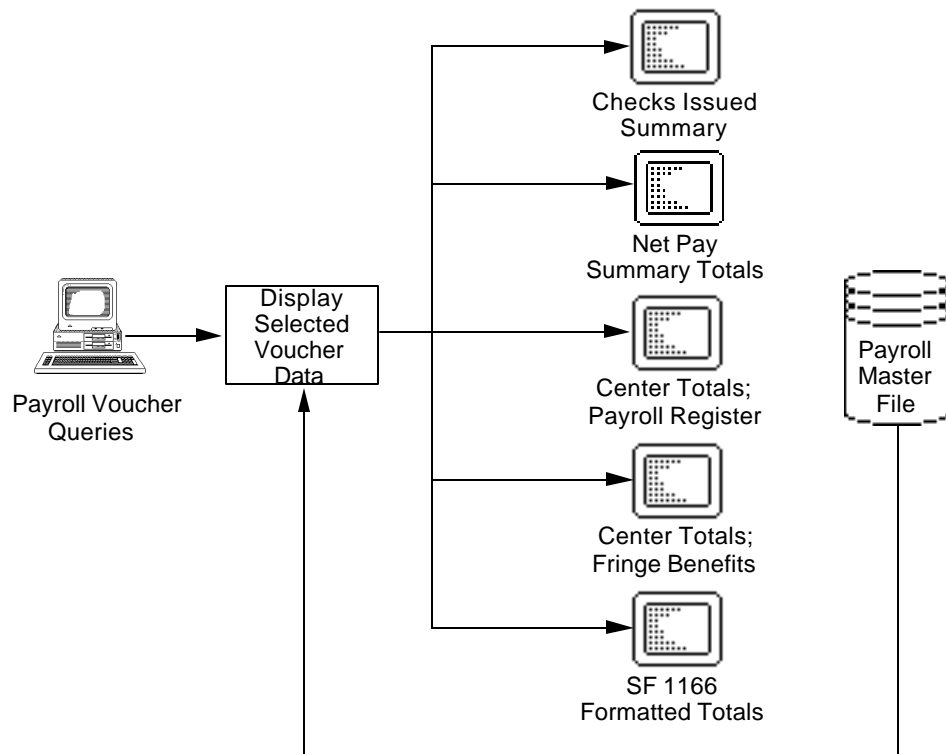 Checks Issued
Summary
Net Pay
Summary Totals
Display
Selected
Voucher
Data
Payroll Voucher
Queries
Center Totals;
Payroll Register
Payroll
Master
File
Center Totals;
Fringe Benefits
SF 1166
Formatted Totals